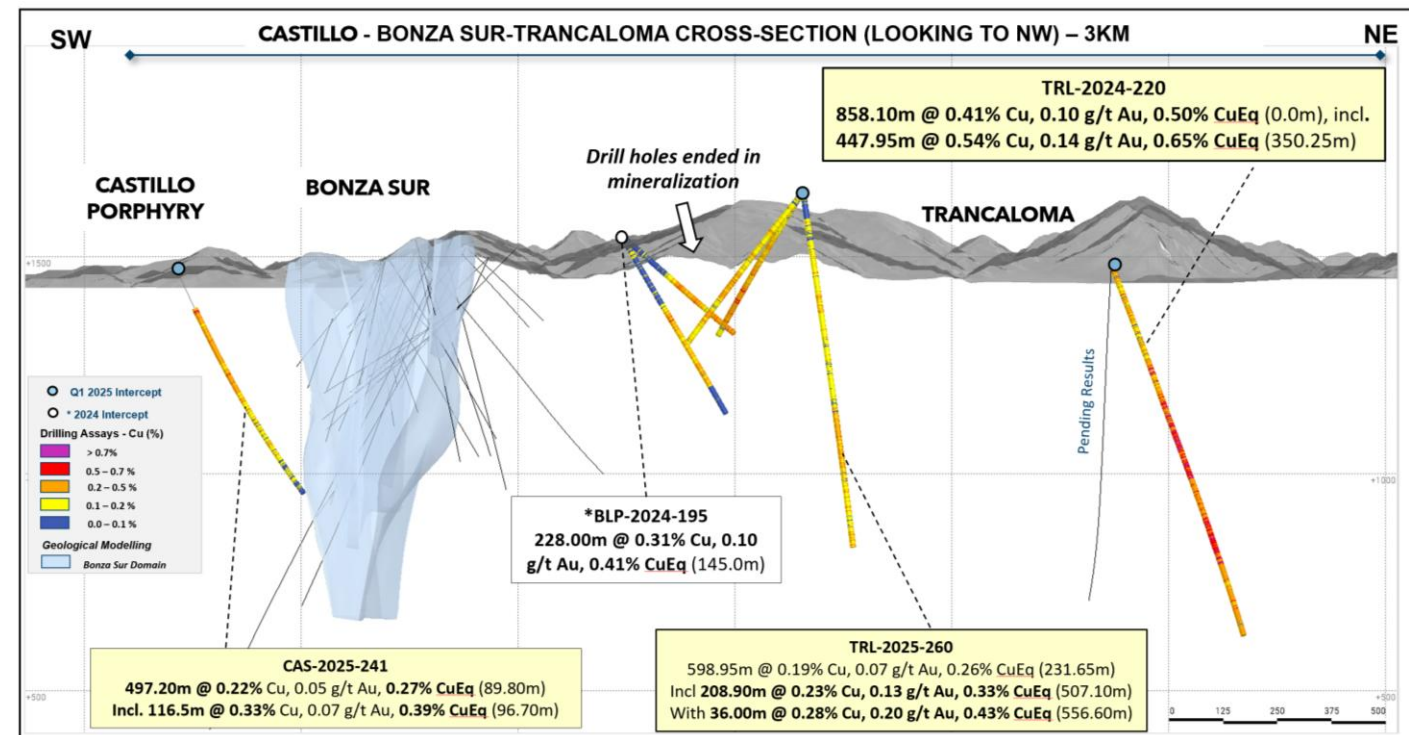 SW
CASTILLO - BONZA SUR-TRANCALOMA CROSS-SECTION (LOOKING TO NW) – 3KM
NE
TRL-2024-220
858.10m @ 0.41% Cu, 0.10 g/t Au, 0.50% CuEq (0.0m), incl.
447.95m @ 0.54% Cu, 0.14 g/t Au, 0.65% CuEq (350.25m)
Drill holes ended in
mineralization
CASTILLO
PORPHYRY
BONZA SUR
TRANCALOMA
+1500
Pending Results
Q1 2025 Intercept
* 2024 Intercept
Drilling Assays - Cu (%)
> 0.7%
0.5 – 0.7 %
0.2 – 0.5 %
0.1 – 0.2 %
0.0 – 0.1 %
Geological Modelling
Bonza Sur Domain
+1000
*BLP-2024-195
228.00m @ 0.31% Cu, 0.10
g/t Au, 0.41% CuEq (145.0m)
CAS-2025-241
497.20m @ 0.22% Cu, 0.05 g/t Au, 0.27% CuEq (89.80m)
Incl. 116.5m @ 0.33% Cu, 0.07 g/t Au, 0.39% CuEq (96.70m)
TRL-2025-260
598.95m @ 0.19% Cu, 0.07 g/t Au, 0.26% CuEq (231.65m)
Incl 208.90m @ 0.23% Cu, 0.13 g/t Au, 0.33% CuEq (507.10m)
With 36.00m @ 0.28% Cu, 0.20 g/t Au, 0.43% CuEq (556.60m)
+500
+500
0 125 250 375 500